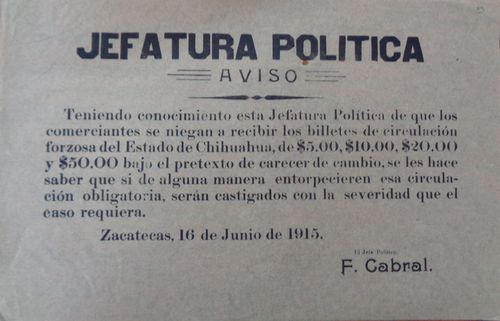 JEFATURA POLITICA
AVISO
Teniendo conocimiento esta Jefatura Política de que los
comerciantes se niegan a recibir los billetes de circulación
forzosa del Estado de Chihuahua, de $5.00, $10.00, $20.00
y $50.00 bajo el pretexto de carecer de cambio, se les hace
saber que si de alguna manera entorpecieren esa circula-
ción obligatoria, serán castigados con la severidad que el
caso requiera.
Zacatecas, 16 de Junio de 1915.
El Jefe Político,
F. Cabral.